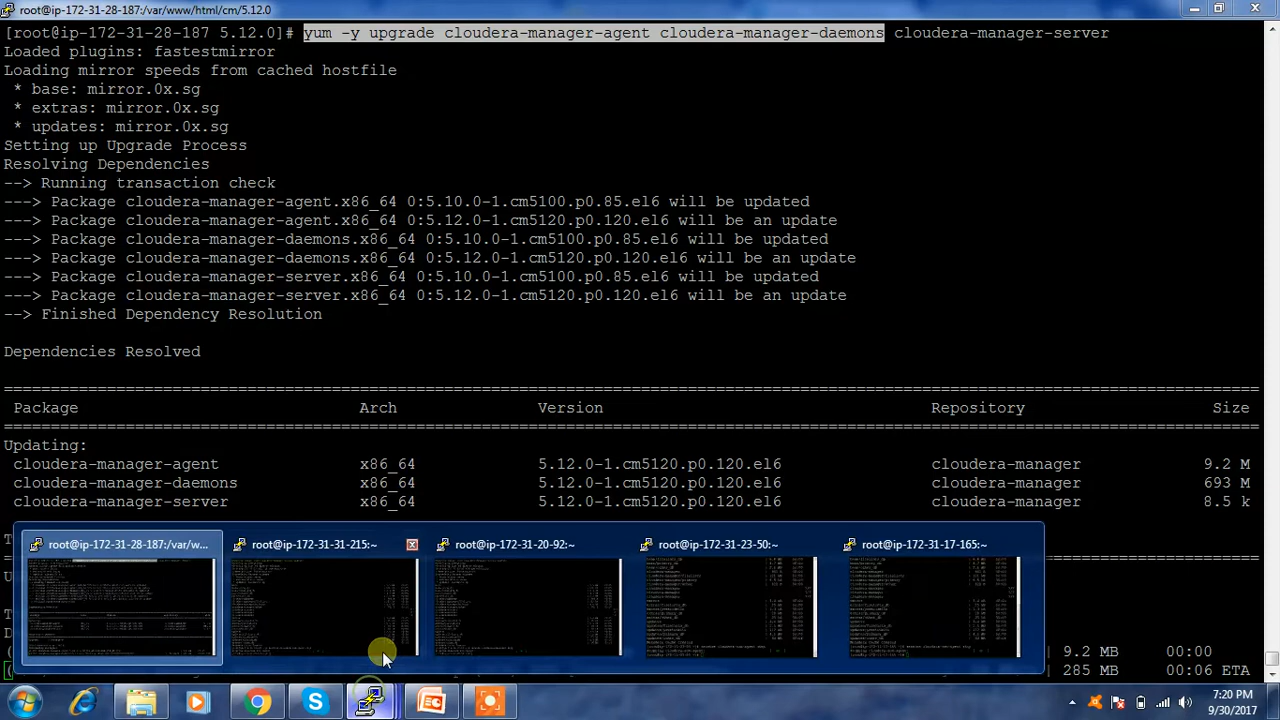 root@ip-172-31-28-187:/var/www/html/cm/5.12.0
[root@ip-172-31-28-187 5.12.0]# yum -y upgrade cloudera-manager-agent cloudera-manager-daemons cloudera-manager-server
Loaded plugins: fastestmirror
Loading mirror speeds from cached hostfile
* base: mirror.0x.sg
* extras: mirror.0x.sg
* updates: mirror.0x.sg
Setting up Upgrade Process
Resolving Dependencies
--> Running transaction check
---> Package cloudera-manager-agent.x86_64 0:5.10.0-1.cm5100.p0.85.el6 will be updated
---> Package cloudera-manager-agent.x86_64 0:5.12.0-1.cm5120.p0.120.el6 will be an update
---> Package cloudera-manager-daemons.x86_64 0:5.10.0-1.cm5100.p0.85.el6 will be updated
---> Package cloudera-manager-daemons.x86_64 0:5.12.0-1.cm5120.p0.120.el6 will be an update
---> Package cloudera-manager-server.x86_64 0:5.10.0-1.cm5100.p0.85.el6 will be updated
---> Package cloudera-manager-server.x86_64 0:5.12.0-1.cm5120.p0.120.el6 will be an update
--> Finished Dependency Resolution
Dependencies Resolved
Package Arch Version Repository Size
Updating:
cloudera-manager-agent x86_64 5.12.0-1.cm5120.p0.120.el6 cloudera-manager 9.2 M
cloudera-manager-daemons x86_64 5.12.0-1.cm5120.p0.120.el6 cloudera-manager 693 M
cloudera-manager-server x86_64 5.12.0-1.cm5120.p0.120.el6 cloudera-manager 8.5 k
root@ip-172-31-28-187:/var/w... root@ip-172-31-31-215:~ root@ip-172-31-20-92:~ root@ip-172-31-23-50:~ root@ip-172-31-17-165:~
| 9.2 MB 00:00
| 285 MB 00:06 ETA
7:20 PM
9/30/2017